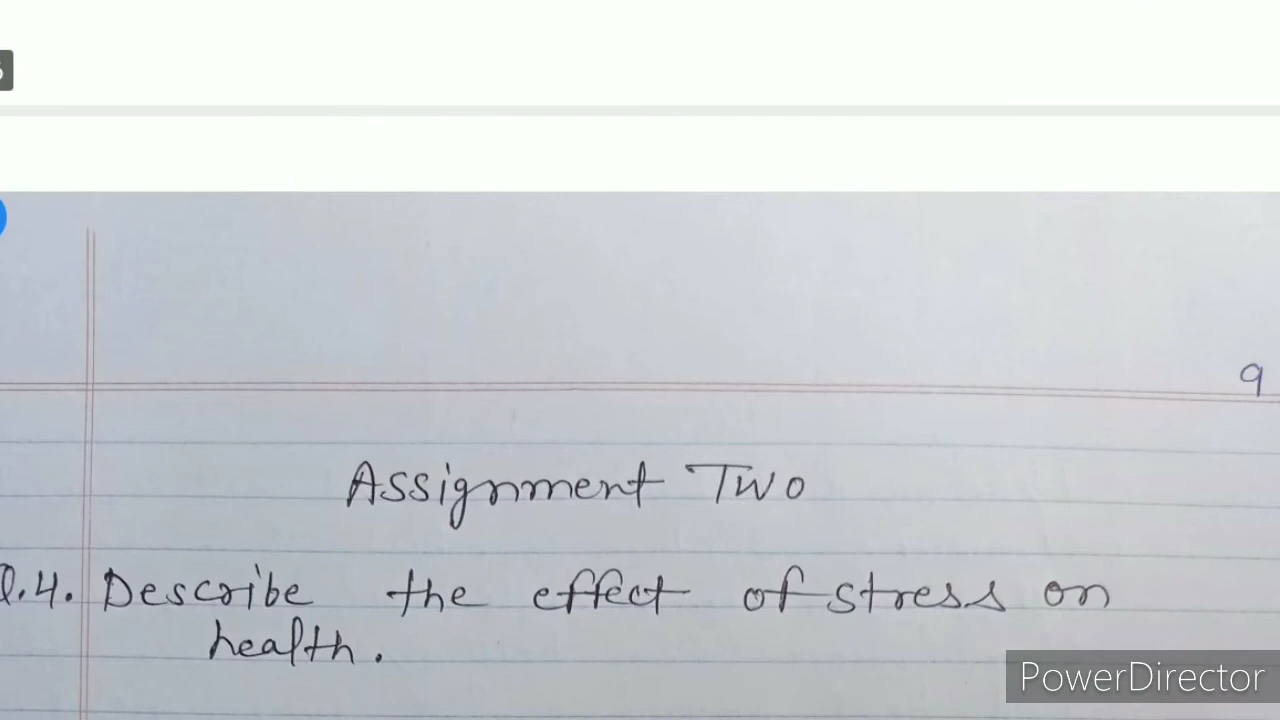 9
Assignment Two
Q.4. Describe the effect of stress on
health.
PowerDirector